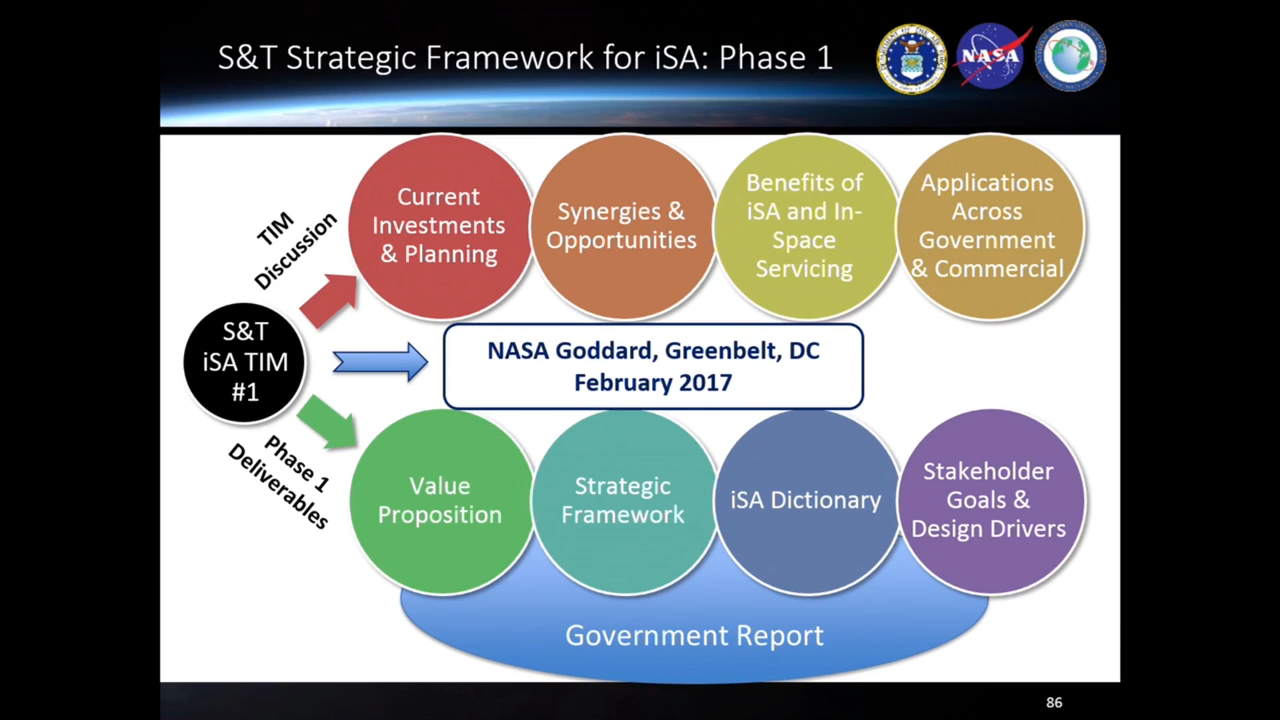 S&T Strategic Framework for iSA: Phase 1
NASA
TIM
Discussion
Current
Investments
& Planning
Synergies &
Opportunities
Benefits of
iSA and In-
Space
Servicing
Applications
Across
Government
& Commercial
S&T
iSA TIM
#1
NASA Goddard, Greenbelt, DC
February 2017
Phase 1
Deliverables
Value
Proposition
Strategic
Framework
iSA Dictionary
Stakeholder
Goals &
Design Drivers
Government Report
86